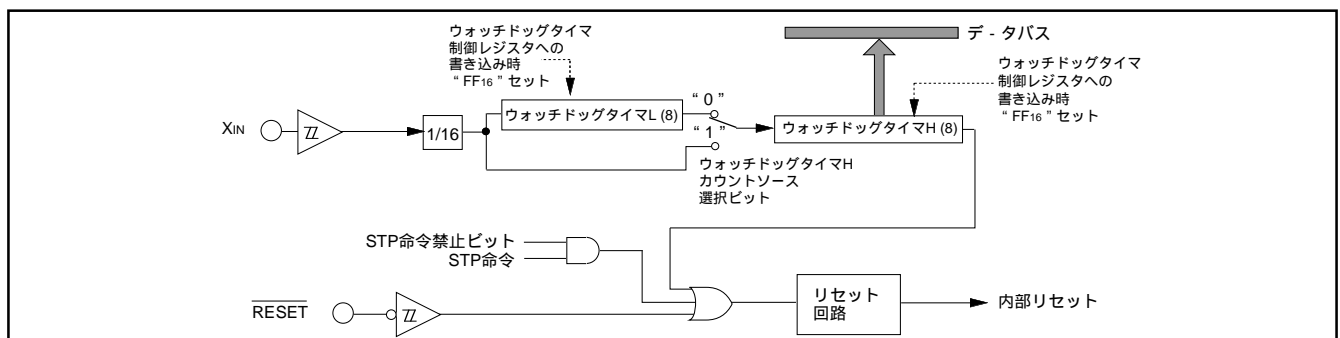 ウォッチドッグタイマ
制御レジスタへの
書き込み時
“ FF16 ” セット
デ - タバス
ウォッチドッグタイマ
制御レジスタへの
書き込み時
“ FF16 ” セット
XIN
1/16
ウォッチドッグタイマL (8)
“ 0 ”
“ 1 ”
ウォッチドッグタイマH (8)
ウォッチドッグタイマH
カウントソース
選択ビット
STP命令禁止ビット
STP命令
RESET
リセット
回路
内部リセット